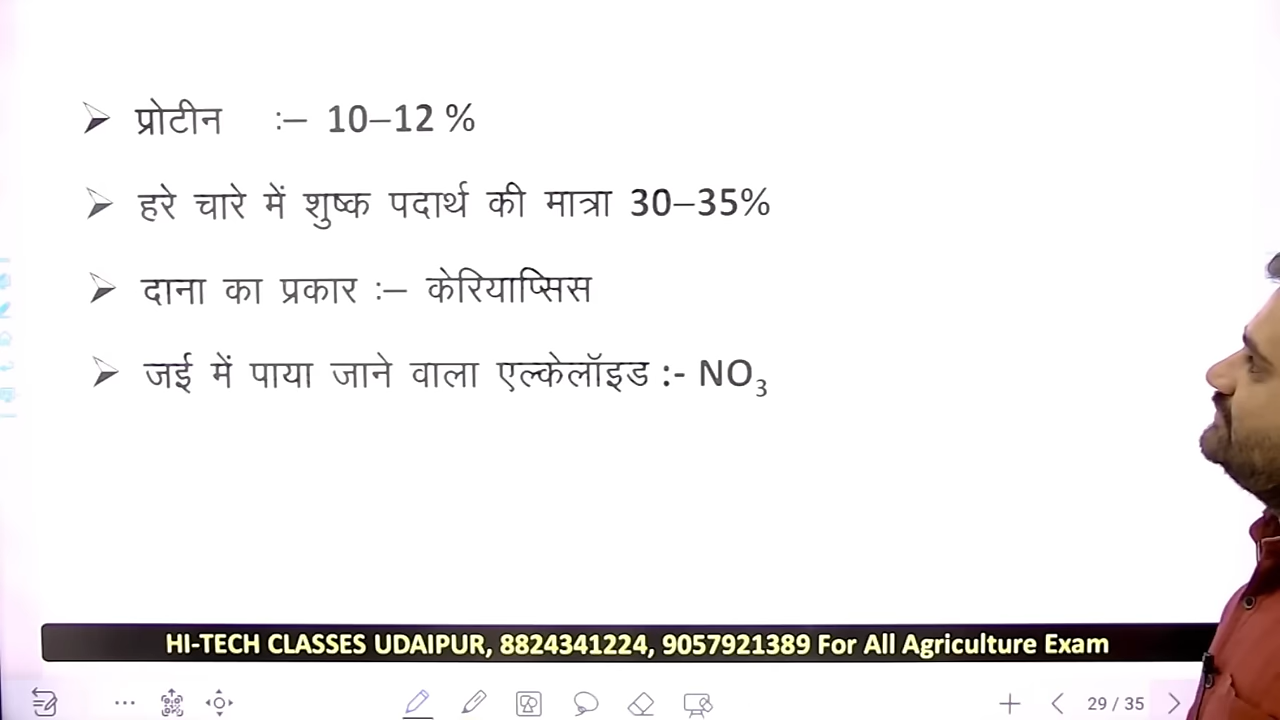 ➢ प्रोटीन :– 10–12 %
➢ हरे चारे में शुष्क पदार्थ की मात्रा 30–35%
➢ दाना का प्रकार :– केरियाप्सिस
➢ जई में पाया जाने वाला एल्केलॉइड :- NO₃
HI-TECH CLASSES UDAIPUR, 8824341224, 9057921389 For All Agriculture Exam
29 / 35